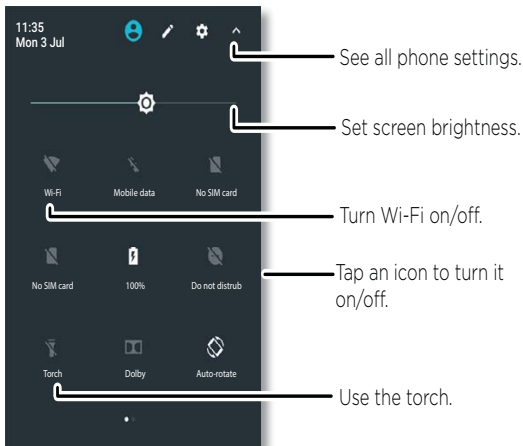 11:35
Mon 3 Jul
See all phone settings.
Set screen brightness.
Wi-Fi
Mobile data
No SIM card
Turn Wi-Fi on/off.
No SIM card
100%
Do not distrub
Tap an icon to turn it
on/off.
Torch
Dolby
Auto-rotate
Use the torch.